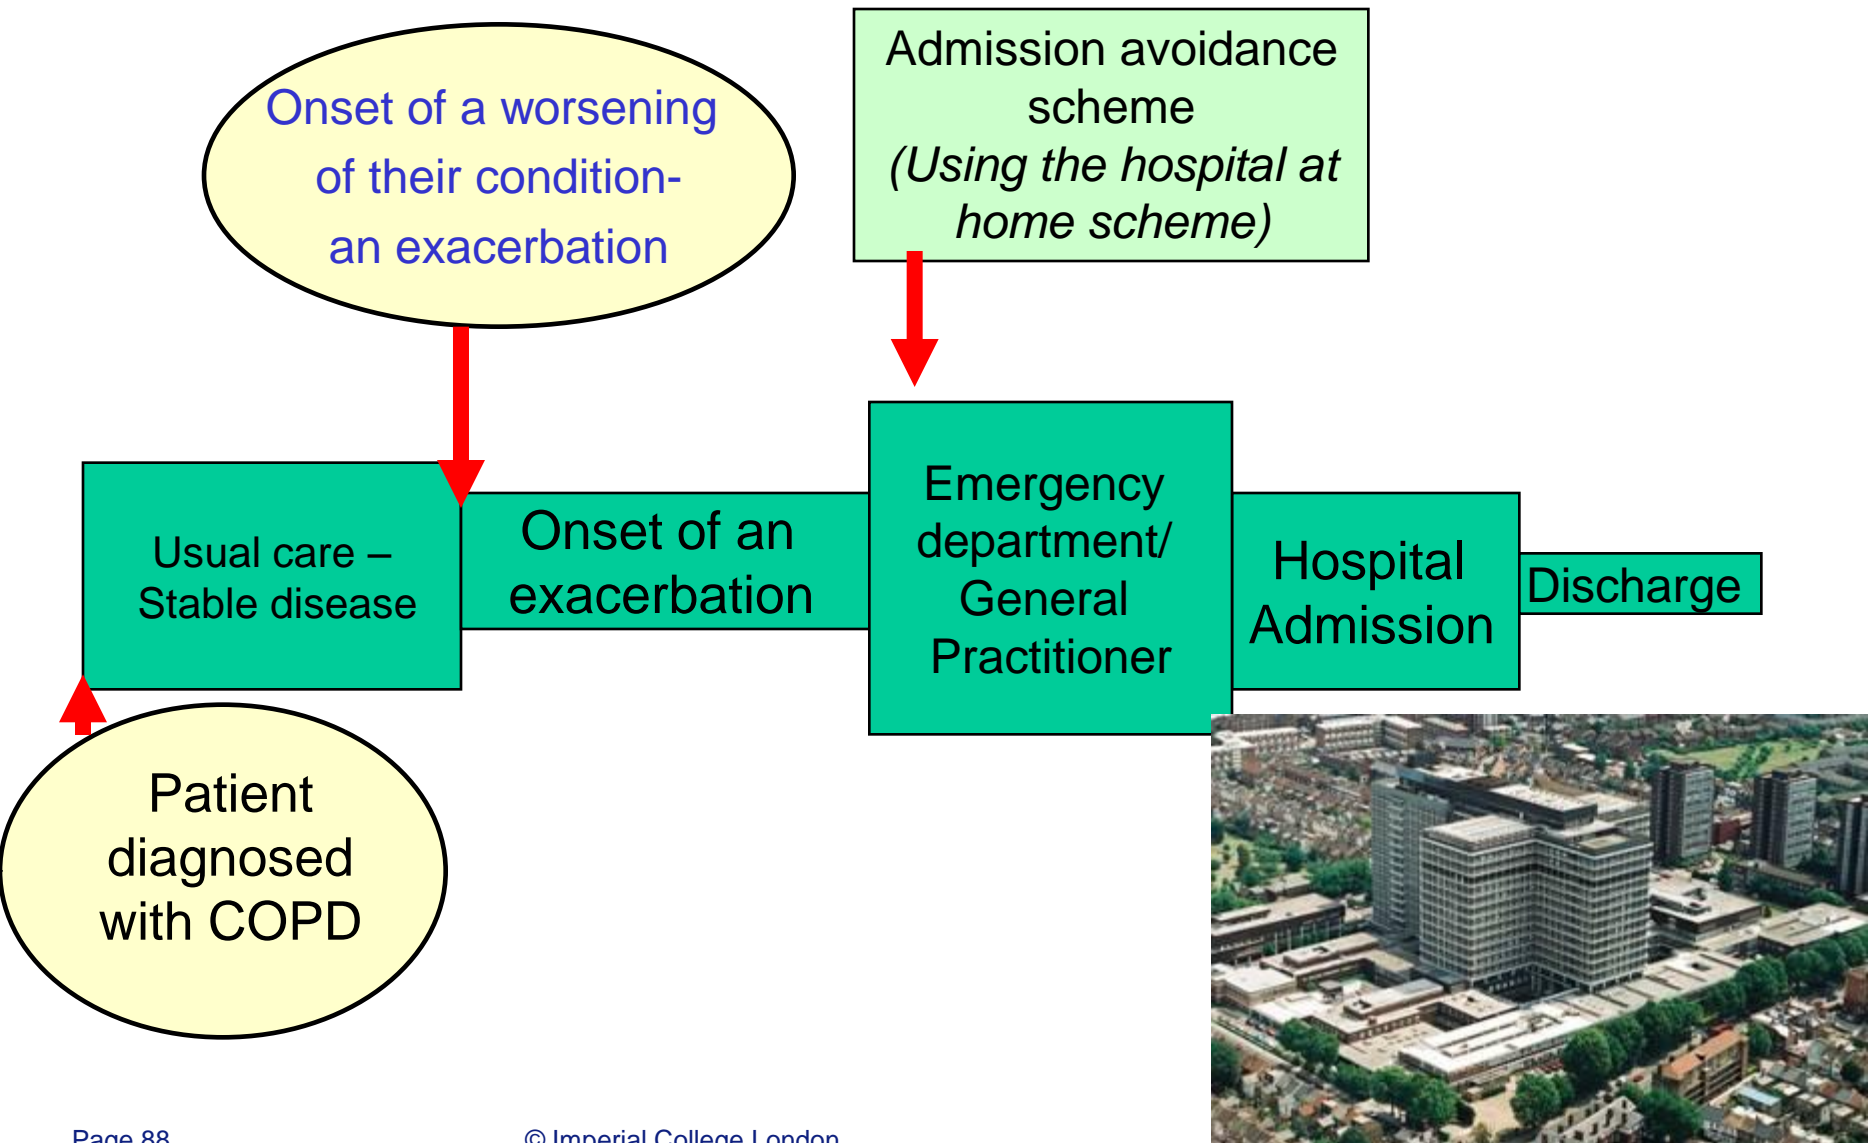 Onset of a worsening
of their condition-
an exacerbation
Admission avoidance
scheme
(Using the hospital at
home scheme)
Usual care –
Stable disease
Onset of an
exacerbation
Emergency
department/
General
Practitioner
Hospital
Admission
Discharge
Patient
diagnosed
with COPD
Page 88
© Imperial College London